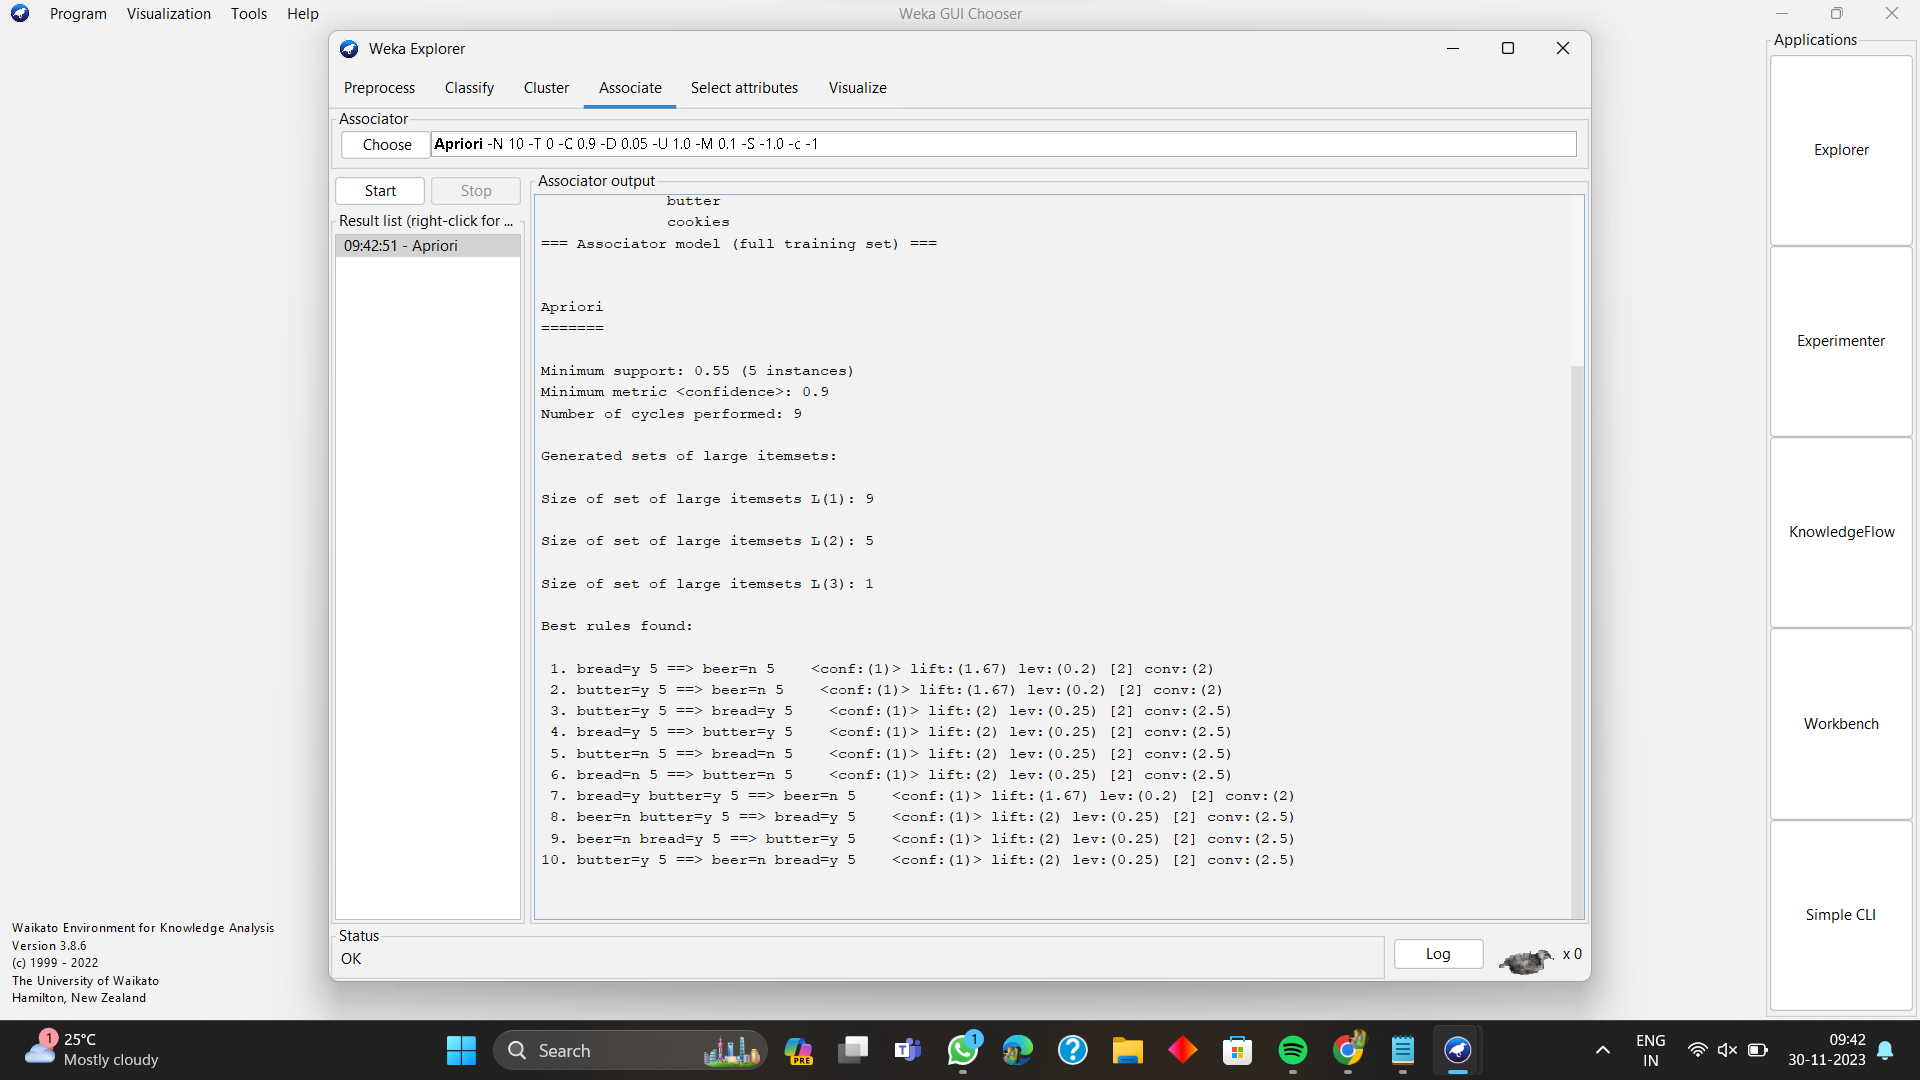 Program Visualization Tools Help
Weka GUI Chooser
Applications
Weka Explorer
Preprocess Classify Cluster Associate Select attributes Visualize
Associator
Choose Apriori -N 10 -T 0 -C 0.9 -D 0.05 -U 1.0 -M 0.1 -S -1.0 -c -1
Start Stop
Result list (right-click for ...
09:42:51 - Apriori
Associator output
butter
cookies
=== Associator model (full training set) ===
Apriori
=======
Minimum support: 0.55 (5 instances)
Minimum metric <confidence>: 0.9
Number of cycles performed: 9
Generated sets of large itemsets:
Size of set of large itemsets L(1): 9
Size of set of large itemsets L(2): 5
Size of set of large itemsets L(3): 1
Best rules found:
1. bread=y 5 ==> beer=n 5 <conf:(1)> lift:(1.67) lev:(0.2) [2] conv:(2)
2. butter=y 5 ==> beer=n 5 <conf:(1)> lift:(1.67) lev:(0.2) [2] conv:(2)
3. butter=y 5 ==> bread=y 5 <conf:(1)> lift:(2) lev:(0.25) [2] conv:(2.5)
4. bread=y 5 ==> butter=y 5 <conf:(1)> lift:(2) lev:(0.25) [2] conv:(2.5)
5. butter=n 5 ==> bread=n 5 <conf:(1)> lift:(2) lev:(0.25) [2] conv:(2.5)
6. bread=n 5 ==> butter=n 5 <conf:(1)> lift:(2) lev:(0.25) [2] conv:(2.5)
7. bread=y butter=y 5 ==> beer=n 5 <conf:(1)> lift:(1.67) lev:(0.2) [2] conv:(2)
8. beer=n butter=y 5 ==> bread=y 5 <conf:(1)> lift:(2) lev:(0.25) [2] conv:(2.5)
9. beer=n bread=y 5 ==> butter=y 5 <conf:(1)> lift:(2) lev:(0.25) [2] conv:(2.5)
10. butter=y 5 ==> beer=n bread=y 5 <conf:(1)> lift:(2) lev:(0.25) [2] conv:(2.5)
Status
OK
Log
x 0
Explorer
Experimenter
KnowledgeFlow
Workbench
Simple CLI
Waikato Environment for Knowledge Analysis
Version 3.8.6
(c) 1999 - 2022
The University of Waikato
Hamilton, New Zealand
1
25°C
Mostly cloudy
Search
PRE
1
ENG
IN
09:42
30-11-2023